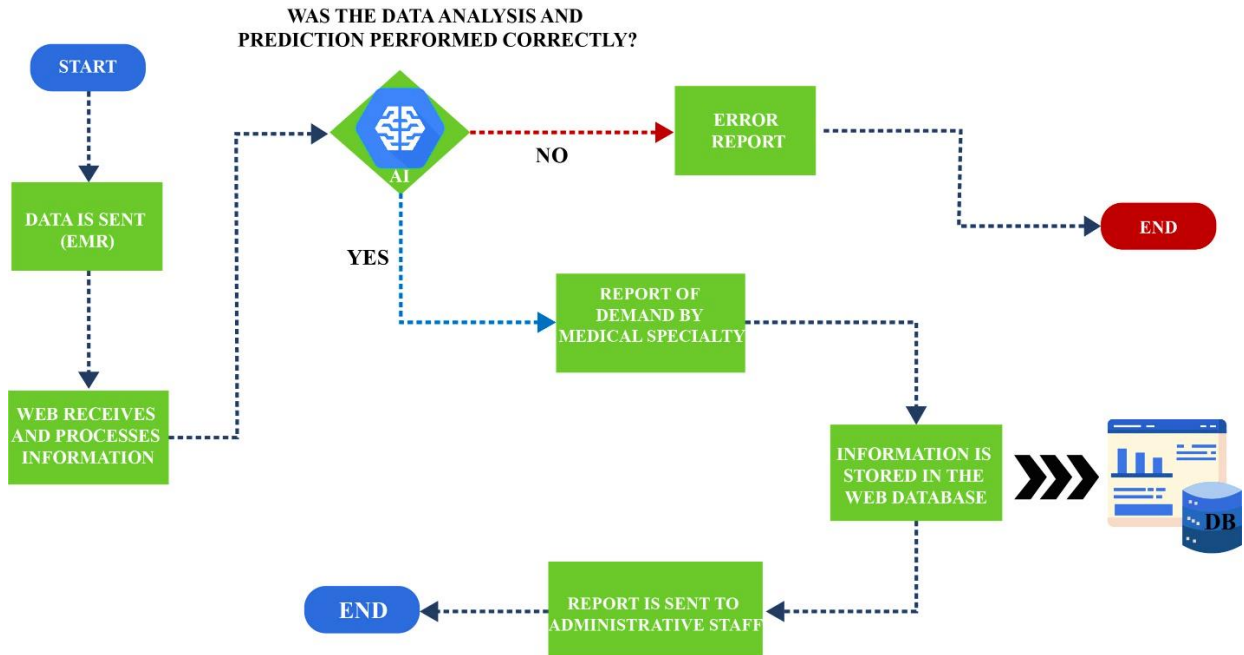 WAS THE DATA ANALYSIS AND
PREDICTION PERFORMED CORRECTLY?
START
DATA IS SENT
(EMR)
WEB RECEIVES
AND PROCESSES
INFORMATION
AI
NO
ERROR
REPORT
END
YES
REPORT OF
DEMAND BY
MEDICAL SPECIALTY
INFORMATION IS
STORED IN THE
WEB DATABASE
DB
REPORT IS SENT TO
ADMINISTRATIVE STAFF
END